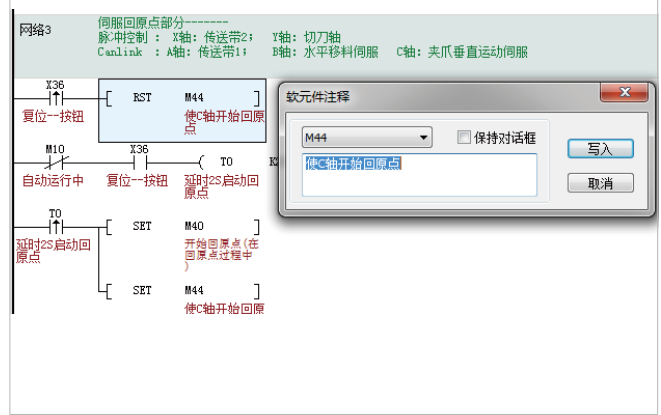 网络3
伺服回原点部分-------
脉冲控制 : X轴: 传送带2; Y轴: 切刀轴
Canlink : A轴: 传送带1; B轴: 水平移料伺服 C轴: 夹爪垂直运动伺服
X36
RST M44
复位--按钮
使C轴开始回原
点
M10 X36
T0
自动运行中 复位--按钮
延时2S启动回
原点
T0
SET M40
延时2S启动回
原点
开始回原点(在
回原点过程中
)
SET M44
使C轴开始回原
软元件注释
M44
保持对话框
写入
使C轴开始回原点
取消